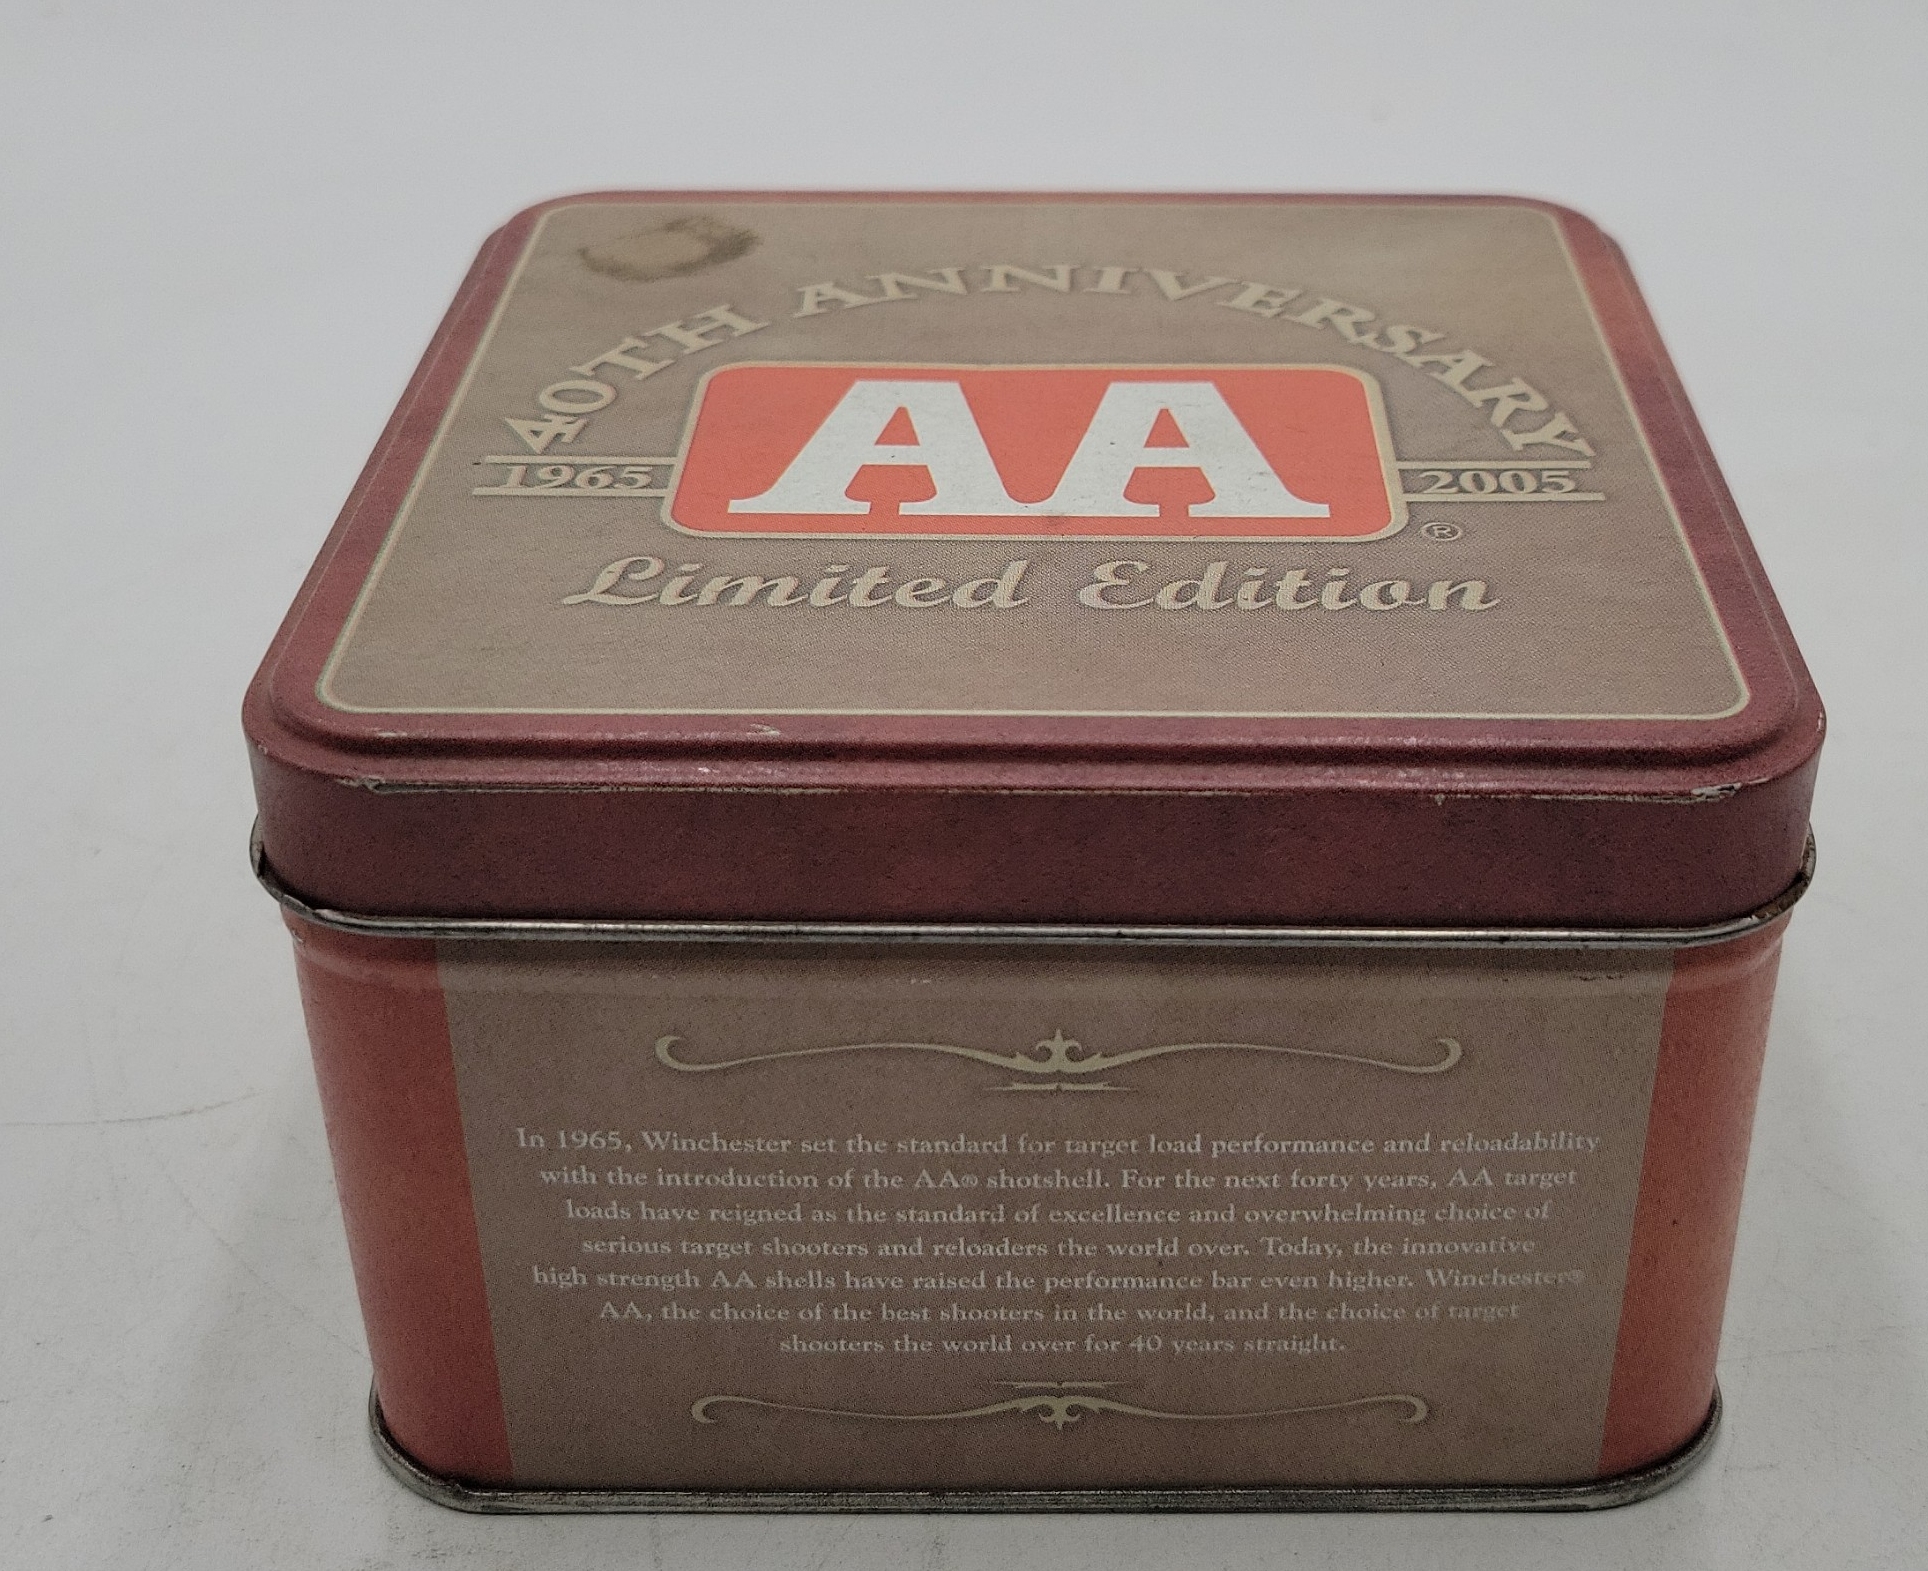 40TH ANNIVERSARY
1965 AA 2005
®
Limited Edition
In 1965, Winchester set the standard for target load performance and reloadability
with the introduction of the AA® shotshell. For the next forty years, AA target
loads have reigned as the standard of excellence and overwhelming choice of
serious target shooters and reloaders the world over. Today, the innovative
high strength AA shells have raised the performance bar even higher. Winchester®
AA, the choice of the best shooters in the world, and the choice of target
shooters the world over for 40 years straight.